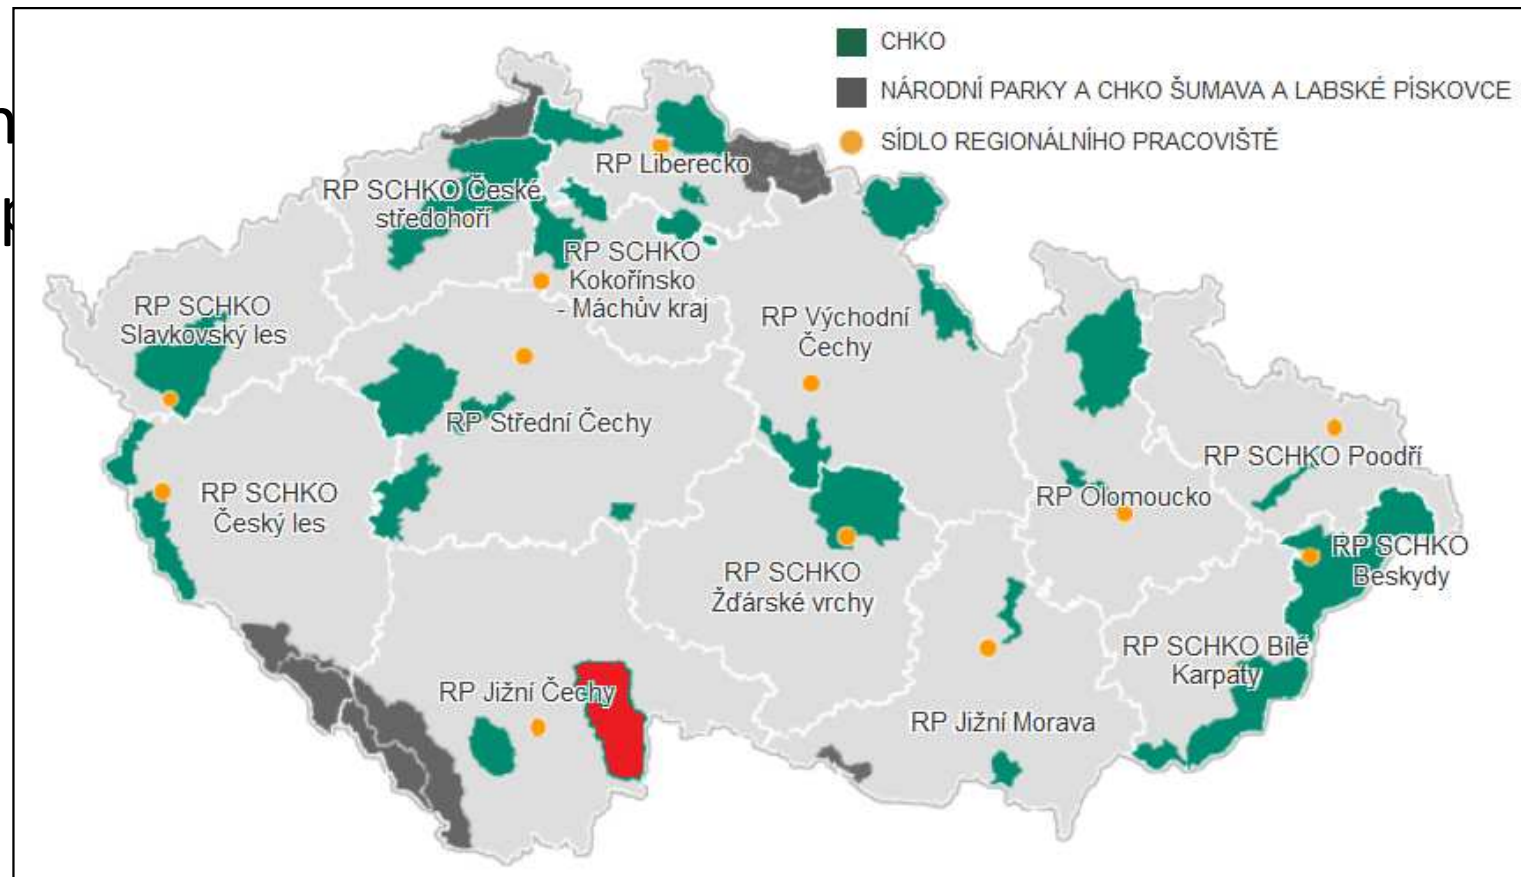 CHKO
NÁRODNÍ PARKY A CHKO ŠUMAVA A LABSKÉ PÍSKOVCE
SÍDLO REGIONÁLNÍHO PRACOVIŠTĚ
RP Liberecko
RP SCHKO České
středohoří
RP SCHKO
Kokořínsko
- Máchův kraj
RP SCHKO
Slavkovský les
RP Východní
Čechy
RP Střední Čechy
RP SCHKO Poodří
RP SCHKO
Český les
RP Olomoucko
RP SCHKO
Beskydy
RP SCHKO
Žďárské vrchy
RP SCHKO Bílé
Karpaty
RP Jižní Čechy
RP Jižní Morava